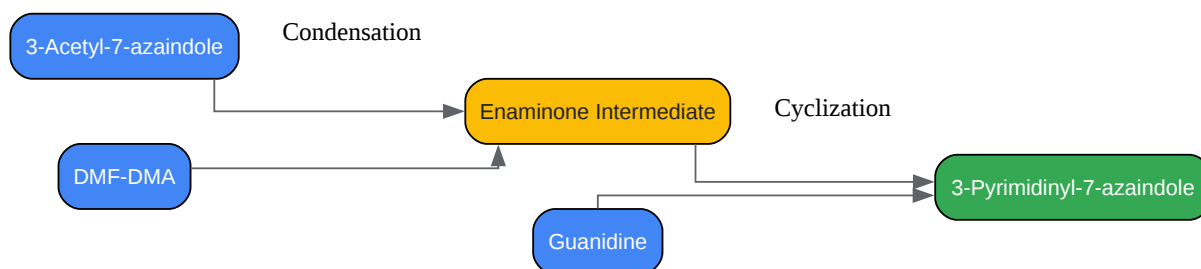 3-Acetyl-7-azaindole
Condensation
Enaminone Intermediate
Cyclization
DMF-DMA
3-Pyrimidinyl-7-azaindole
Guanidine